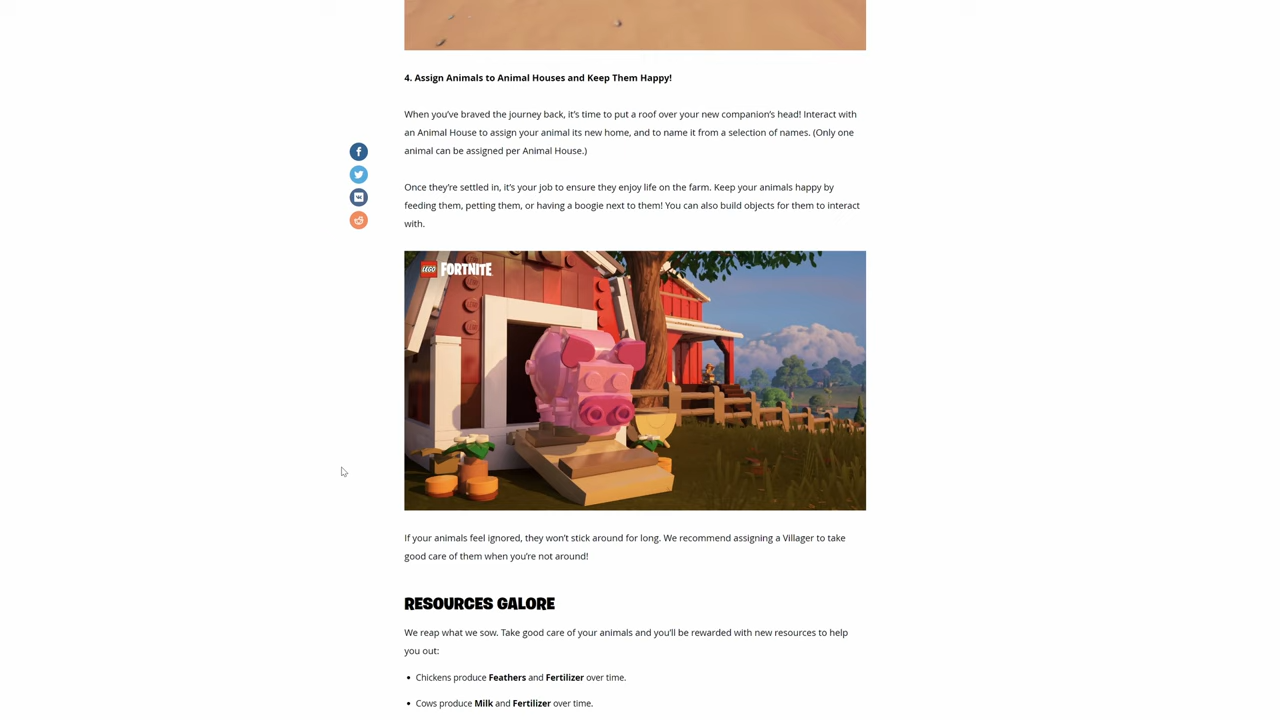 4. Assign Animals to Animal Houses and Keep Them Happy!
When you’ve braved the journey back, it’s time to put a roof over your new companion’s head! Interact with
an Animal House to assign your animal its new home, and to name it from a selection of names. (Only one
animal can be assigned per Animal House.)
Once they’re settled in, it’s your job to ensure they enjoy life on the farm. Keep your animals happy by
feeding them, petting them, or having a boogie next to them! You can also build objects for them to interact
with.
LEGO FORTNITE
If your animals feel ignored, they won’t stick around for long. We recommend assigning a Villager to take
good care of them when you’re not around!
RESOURCES GALORE
We reap what we sow. Take good care of your animals and you’ll be rewarded with new resources to help
you out:
• Chickens produce Feathers and Fertilizer over time.
• Cows produce Milk and Fertilizer over time.